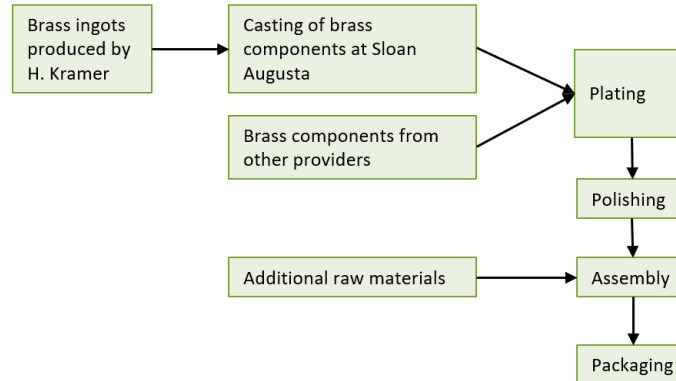 Brass ingots
produced by
H. Kramer
Casting of brass
components at Sloan
Augusta
Plating
Brass components from
other providers
Polishing
Additional raw materials
Assembly
Packaging